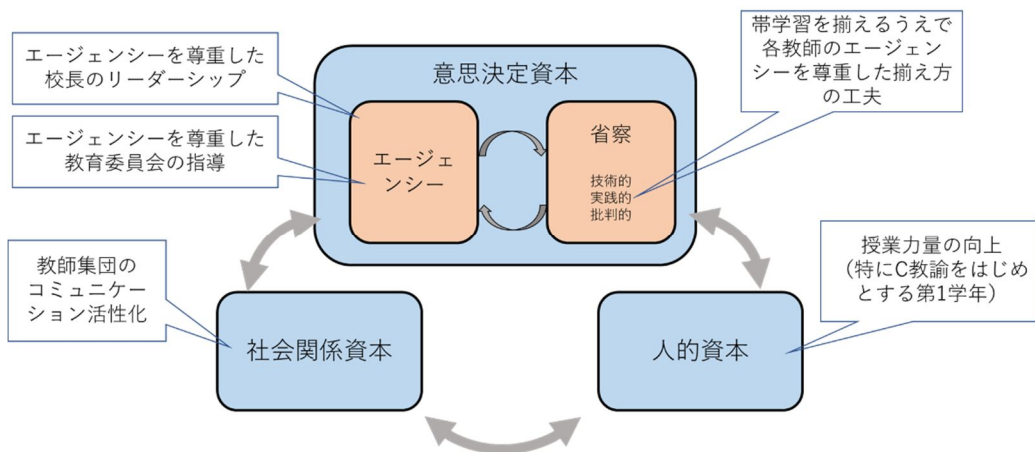 エージェンシーを尊重した
校長のリーダーシップ
エージェンシーを尊重した
教育委員会の指導
意思決定資本
エージェ
ンシー
省察
技術的
実践的
批判的
帯学習を揃えるうえで
各教師のエージェン
シーを尊重した揃え方
の工夫
教師集団の
コミュニケー
ション活性化
社会関係資本
人的資本
授業力量の向上
（特にC教諭をはじめ
とする第1学年）